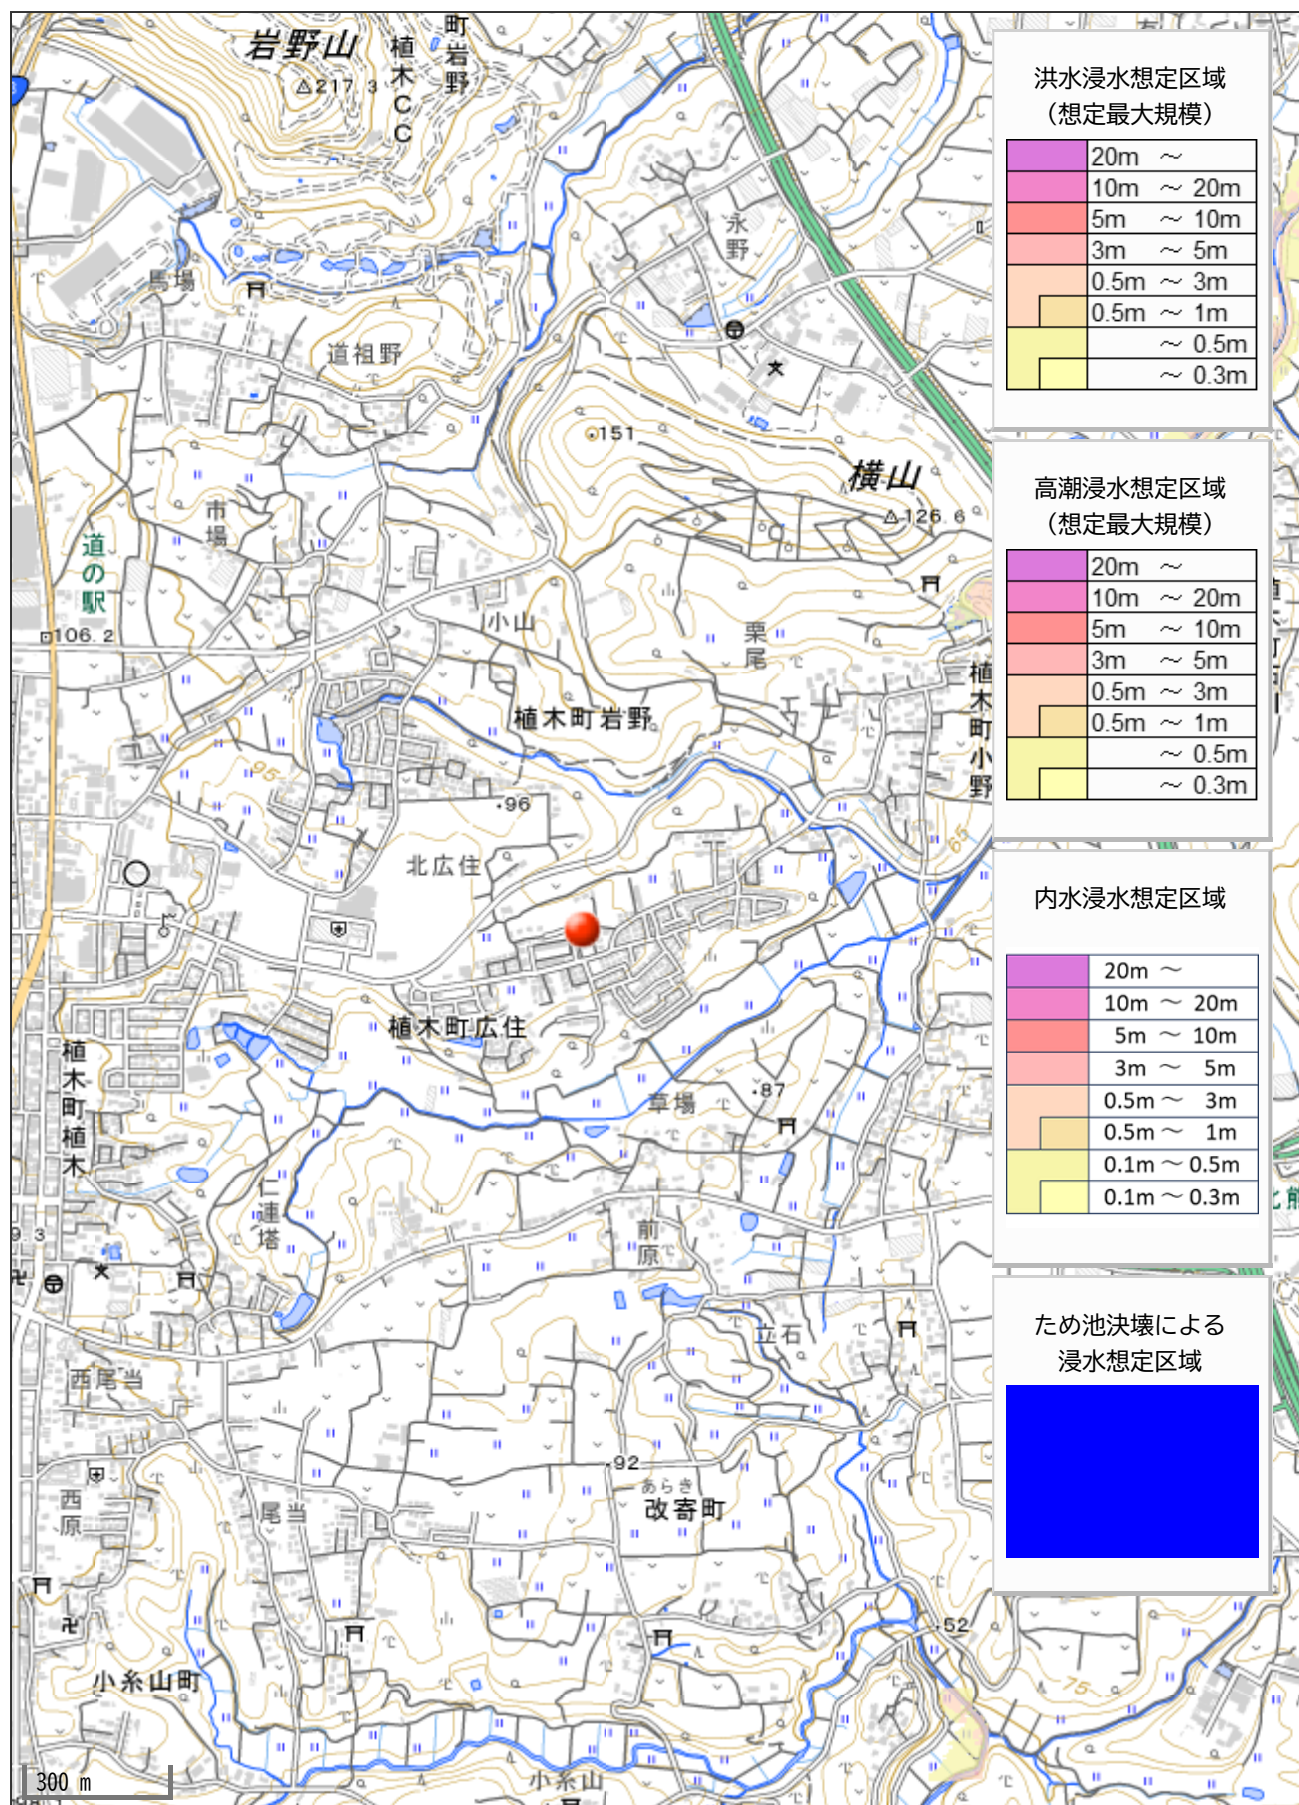 岩野山
217.3
植木CC
町岩野
馬場
道祖野
永野
151
横山
126.6
市場
道の駅
106.2
小山
栗尾
植木町岩野
植木町小野
95
96
65
北広住
植木町広住
植木町植木
草場
87
仁連塔
前原
9.3
立石
西尾当
西原
尾当
92
あらき
改寄町
小糸山町
52
75
小糸山
300 m
洪水浸水想定区域
（想定最大規模）
20m ～
10m ～ 20m
5m ～ 10m
3m ～ 5m
0.5m ～ 3m
0.5m ～ 1m
～ 0.5m
～ 0.3m
高潮浸水想定区域
（想定最大規模）
20m ～
10m ～ 20m
5m ～ 10m
3m ～ 5m
0.5m ～ 3m
0.5m ～ 1m
～ 0.5m
～ 0.3m
内水浸水想定区域
20m ～
10m ～ 20m
5m ～ 10m
3m ～ 5m
0.5m ～ 3m
0.5m ～ 1m
0.1m ～ 0.5m
0.1m ～ 0.3m
ため池決壊による
浸水想定区域